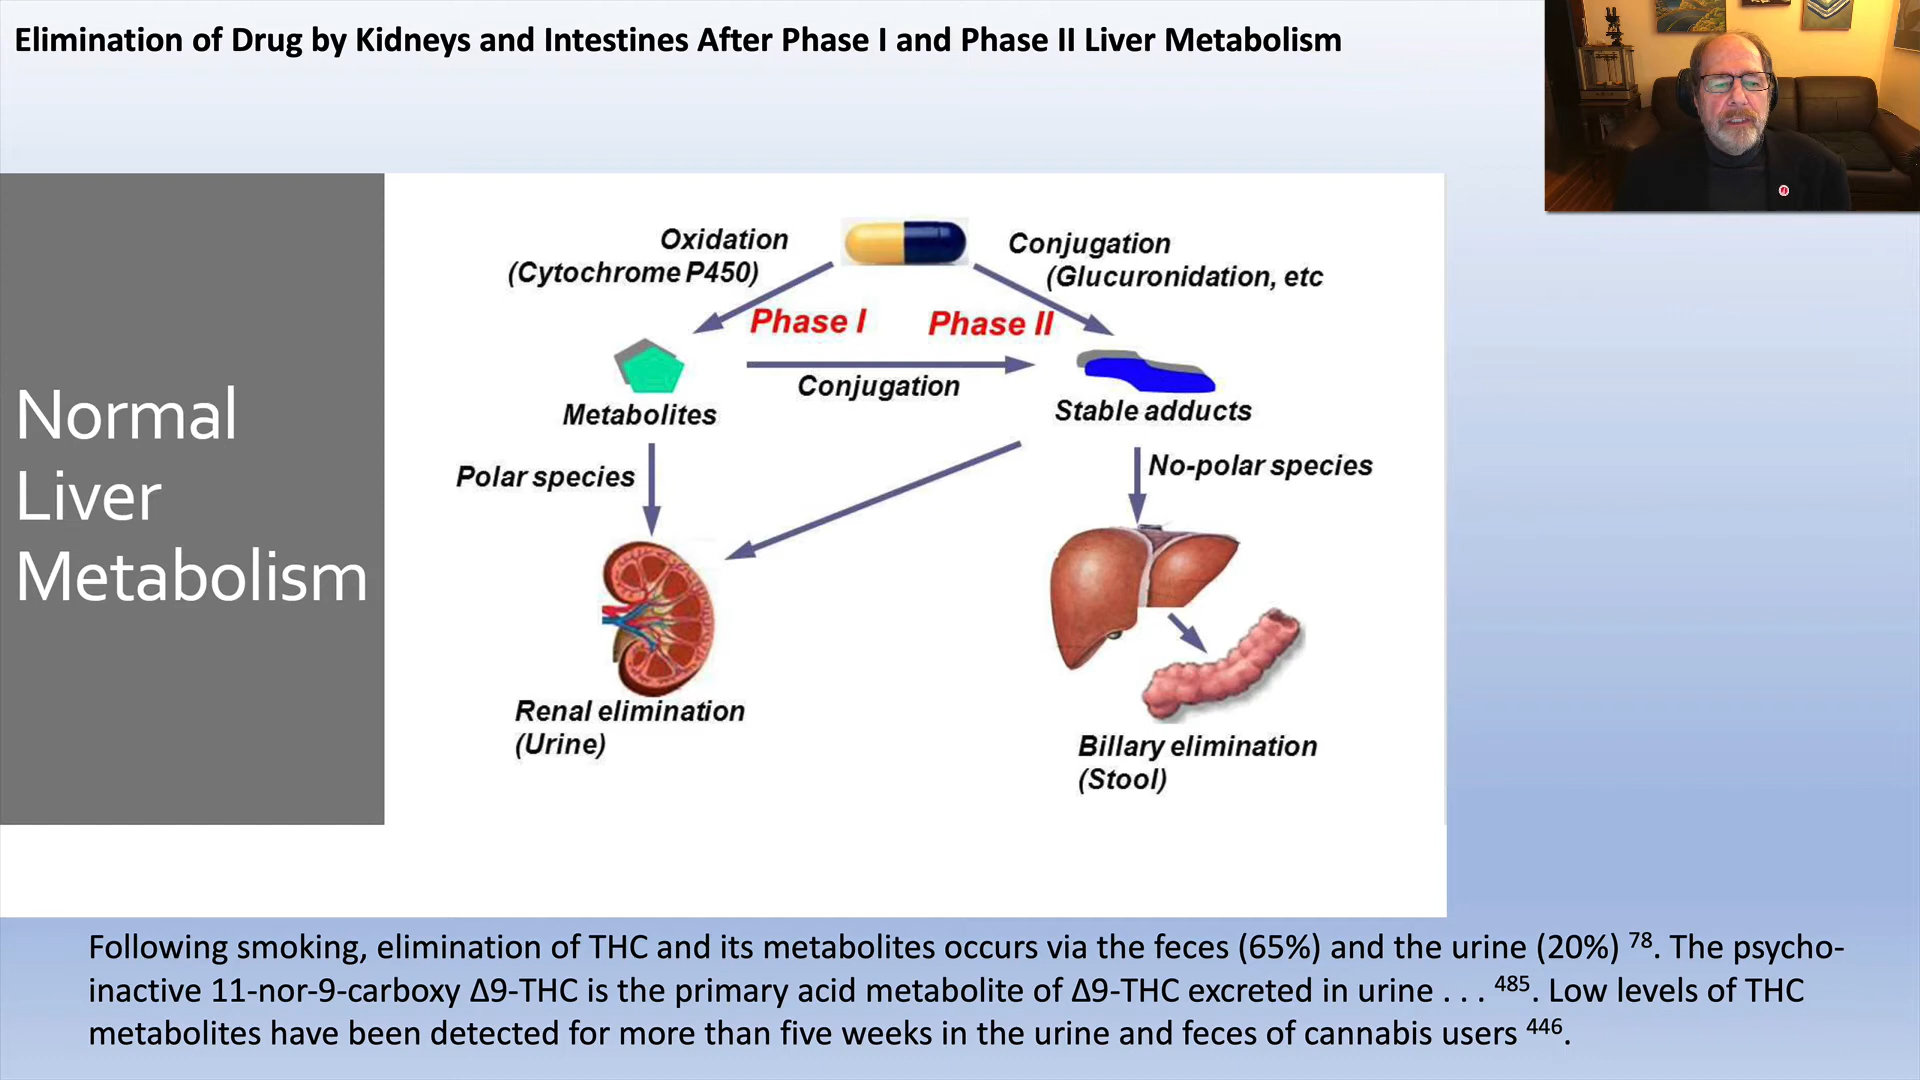 Elimination of Drug by Kidneys and Intestines After Phase I and Phase II Liver Metabolism
Normal
Liver
Metabolism
Oxidation
(Cytochrome P450)
Conjugation
(Glucuronidation, etc
Phase I
Phase II
Conjugation
Metabolites
Stable adducts
Polar species
No-polar species
Renal elimination
(Urine)
Billary elimination
(Stool)
Following smoking, elimination of THC and its metabolites occurs via the feces (65%) and the urine (20%) 78. The psycho-
inactive 11-nor-9-carboxy Δ9-THC is the primary acid metabolite of Δ9-THC excreted in urine . . . 485. Low levels of THC
metabolites have been detected for more than five weeks in the urine and feces of cannabis users 446.